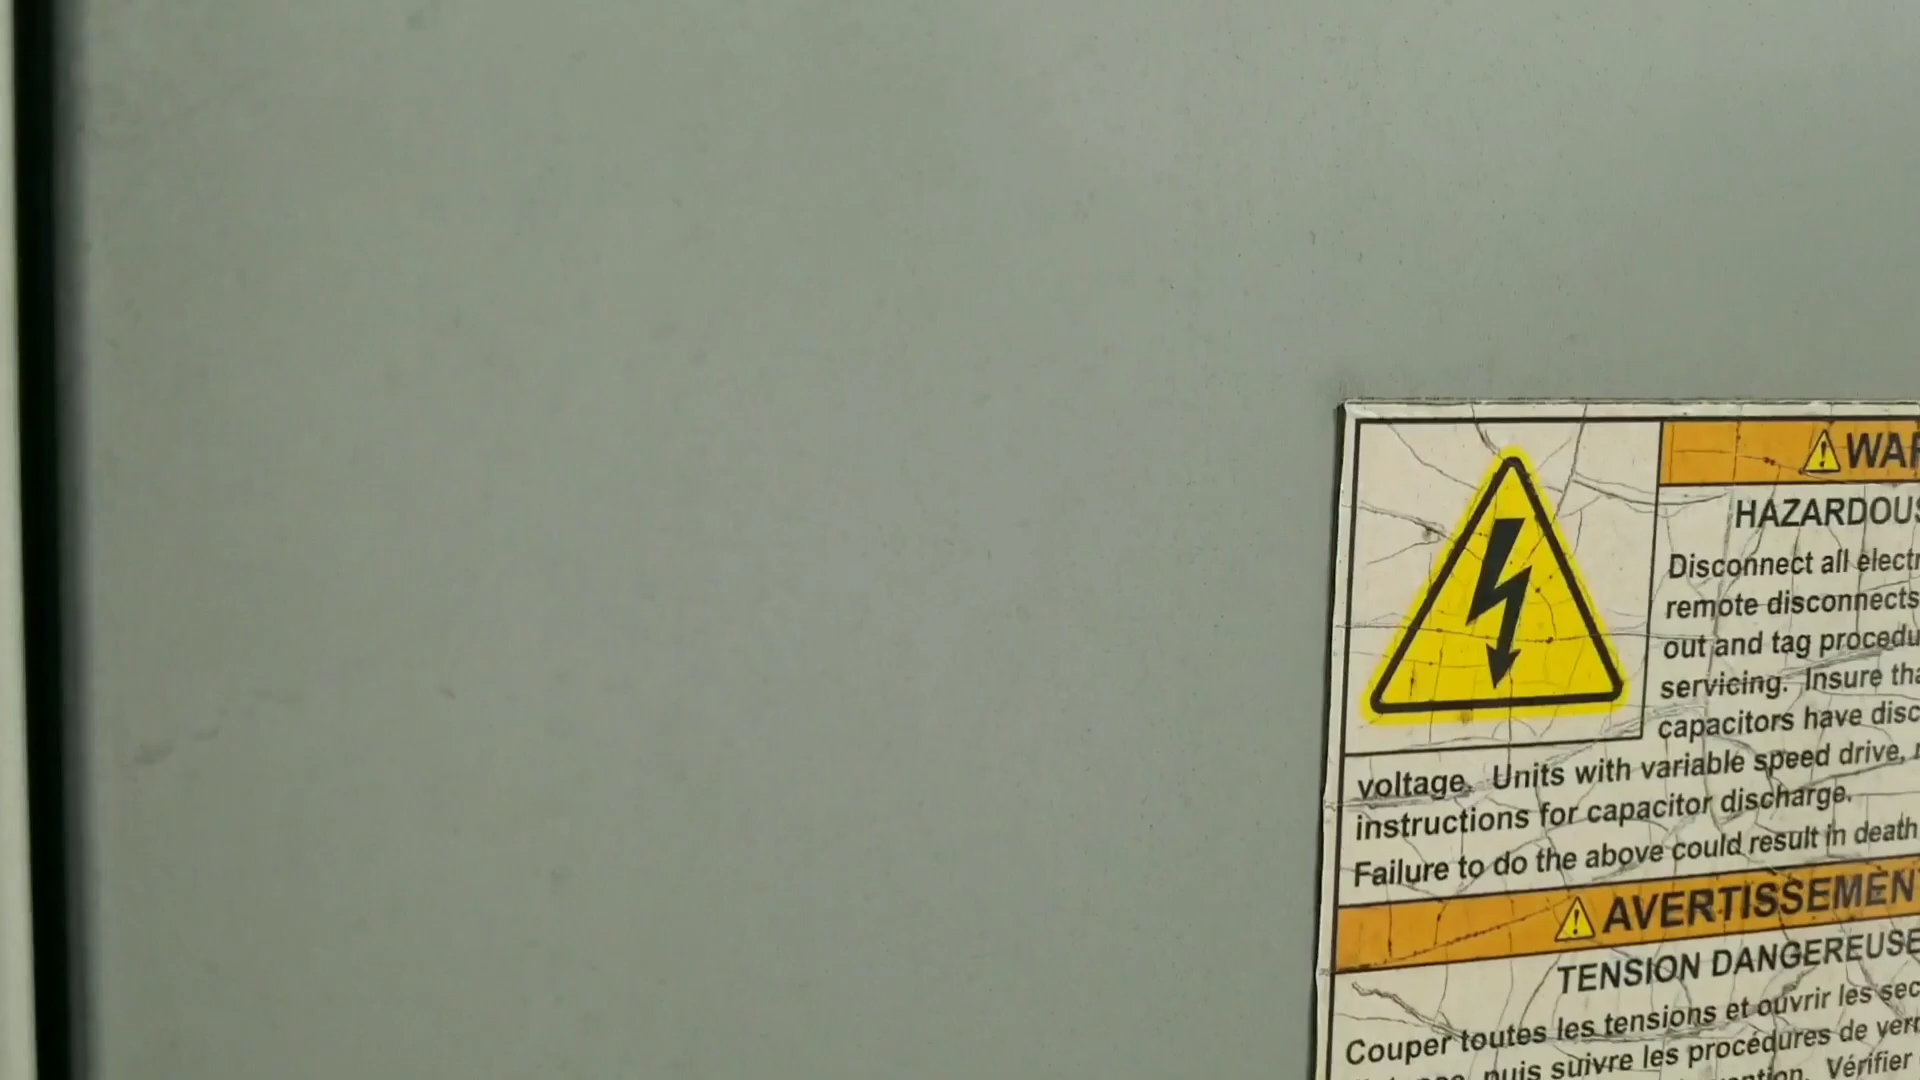 WAR
HAZARDOUS
Disconnect all electr
remote disconnects
out and tag procedu
servicing. Insure tha
capacitors have disc
voltage. Units with variable speed drive,
instructions for capacitor discharge.
Failure to do the above could result in death
AVERTISSEMENT
TENSION DANGEREUSE
Couper toutes les tensions et ouvrir les sec
puis suivre les procédures de verr
Vérifier